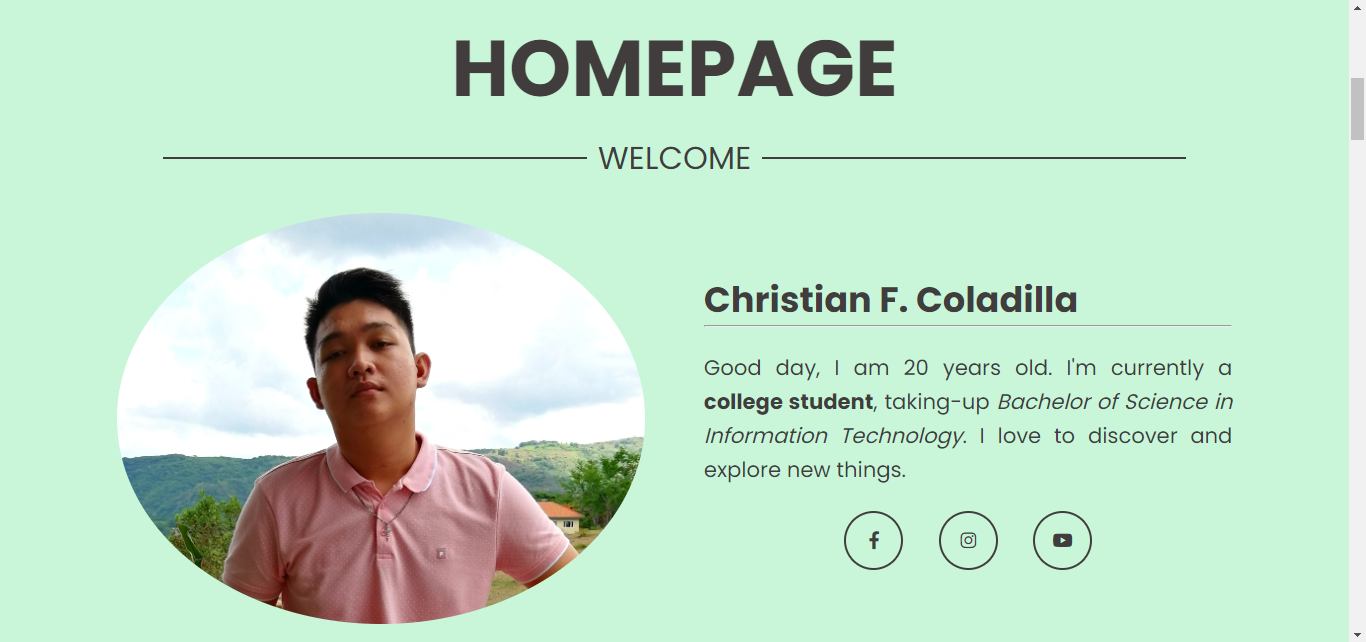 HOMEPAGE
WELCOME
Christian F. Coladilla
Good day, I am 20 years old. I'm currently a
college student, taking-up Bachelor of Science in
Information Technology. I love to discover and
explore new things.